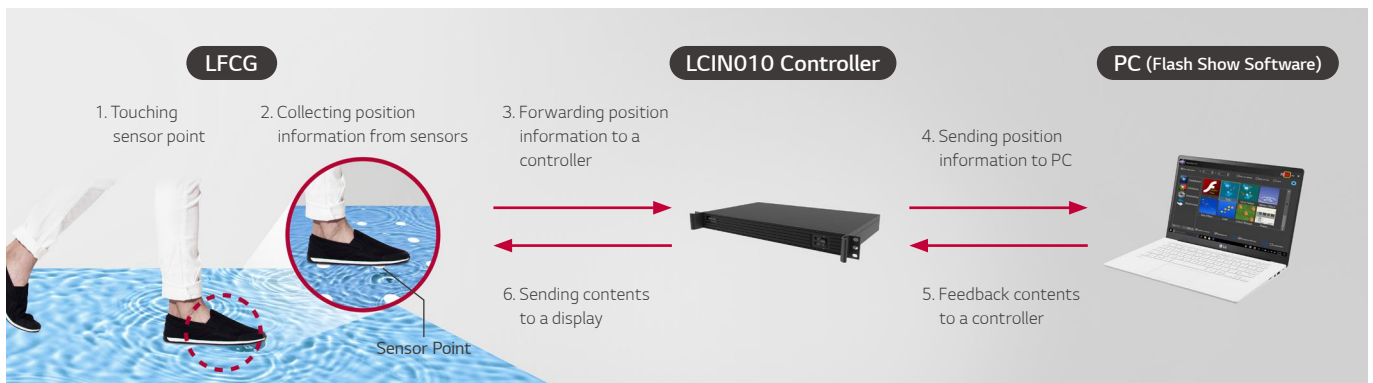 LFCG
LCIN010 Controller
PC (Flash Show Software)
1. Touching
sensor point
2. Collecting position
information from sensors
3. Forwarding position
information to a
controller
4. Sending position
information to PC
6. Sending contents
to a display
5. Feedback contents
to a controller
Sensor Point
LG